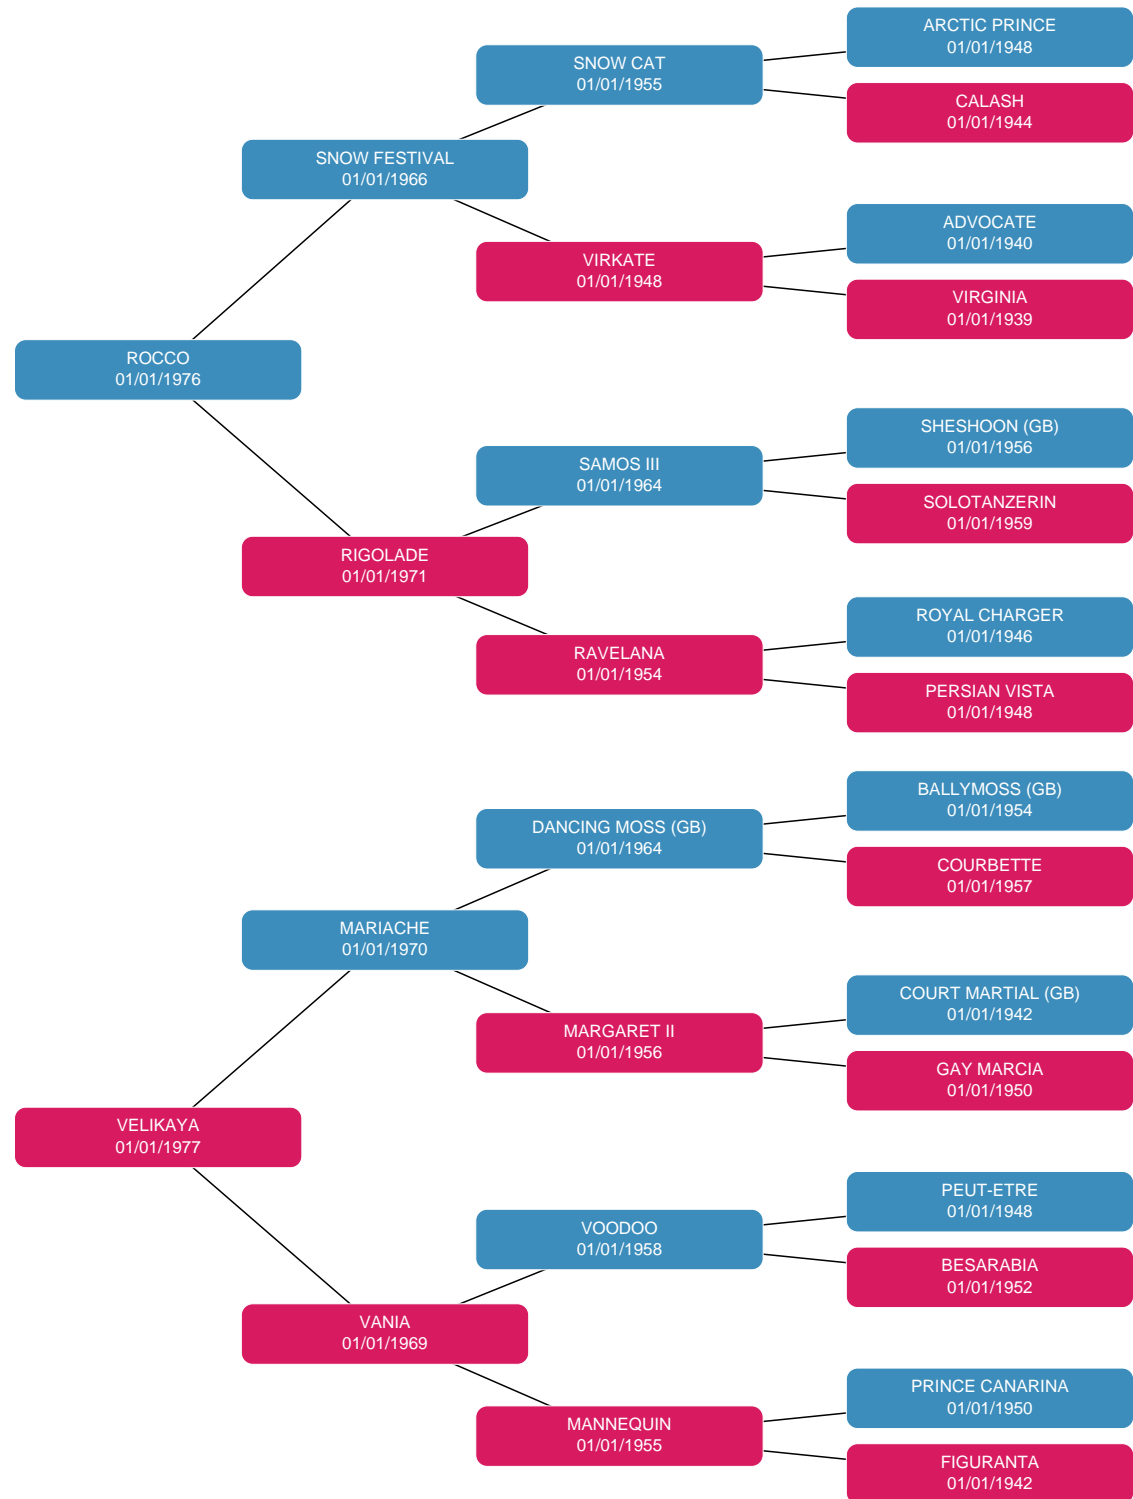 ARCTIC PRINCE
01/01/1948
SNOW CAT
01/01/1955
CALASH
01/01/1944
SNOW FESTIVAL
01/01/1966
ADVOCATE
01/01/1940
VIRKATE
01/01/1948
VIRGINIA
01/01/1939
ROCCO
01/01/1976
SHESHOON (GB)
01/01/1956
SAMOS III
01/01/1964
SOLOTANZERIN
01/01/1959
RIGOLADE
01/01/1971
ROYAL CHARGER
01/01/1946
RAVELANA
01/01/1954
PERSIAN VISTA
01/01/1948
BALLYMOSS (GB)
01/01/1954
DANCING MOSS (GB)
01/01/1964
COURBETTE
01/01/1957
MARIACHE
01/01/1970
COURT MARTIAL (GB)
01/01/1942
MARGARET II
01/01/1956
GAY MARCIA
01/01/1950
VELIKAYA
01/01/1977
PEUT-ETRE
01/01/1948
VOODOO
01/01/1958
BESARABIA
01/01/1952
VANIA
01/01/1969
PRINCE CANARINA
01/01/1950
MANNEQUIN
01/01/1955
FIGURANTA
01/01/1942